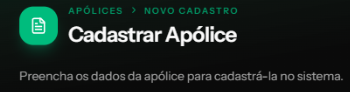 APÓLICES > NOVO CADASTRO
Cadastrar Apólice
Preencha os dados da apólice para cadastrá-la no sistema.